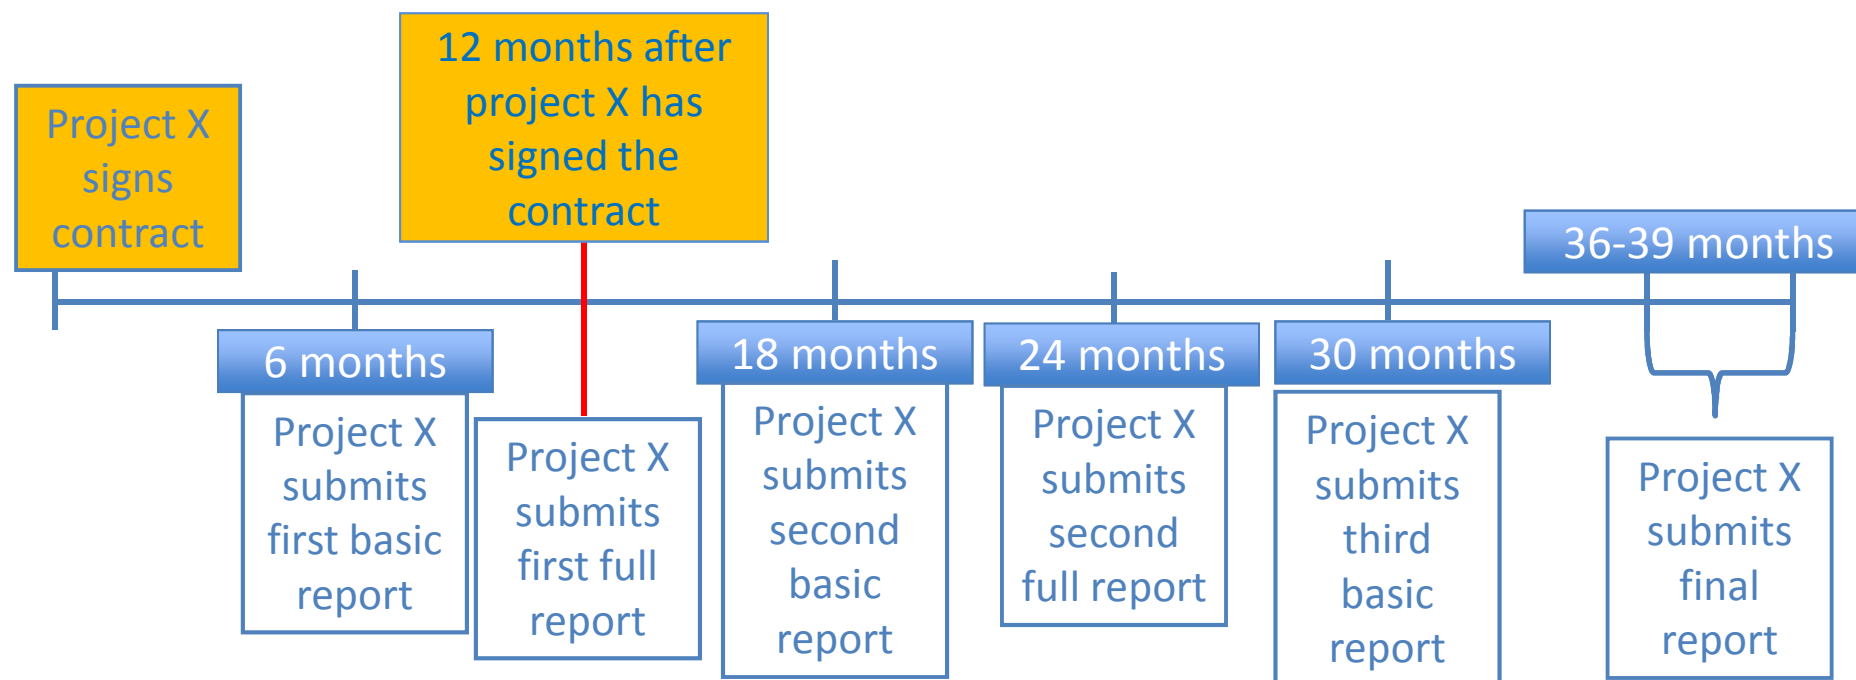 Project X
signs
contract
12 months after
project X has
signed the
contract
36-39 months
6 months
Project X
submits
first basic
report
Project X
submits
first full
report
18 months
Project X
submits
second
basic
report
24 months
Project X
submits
second
full report
30 months
Project X
submits
third
basic
report
Project X
submits
final
report